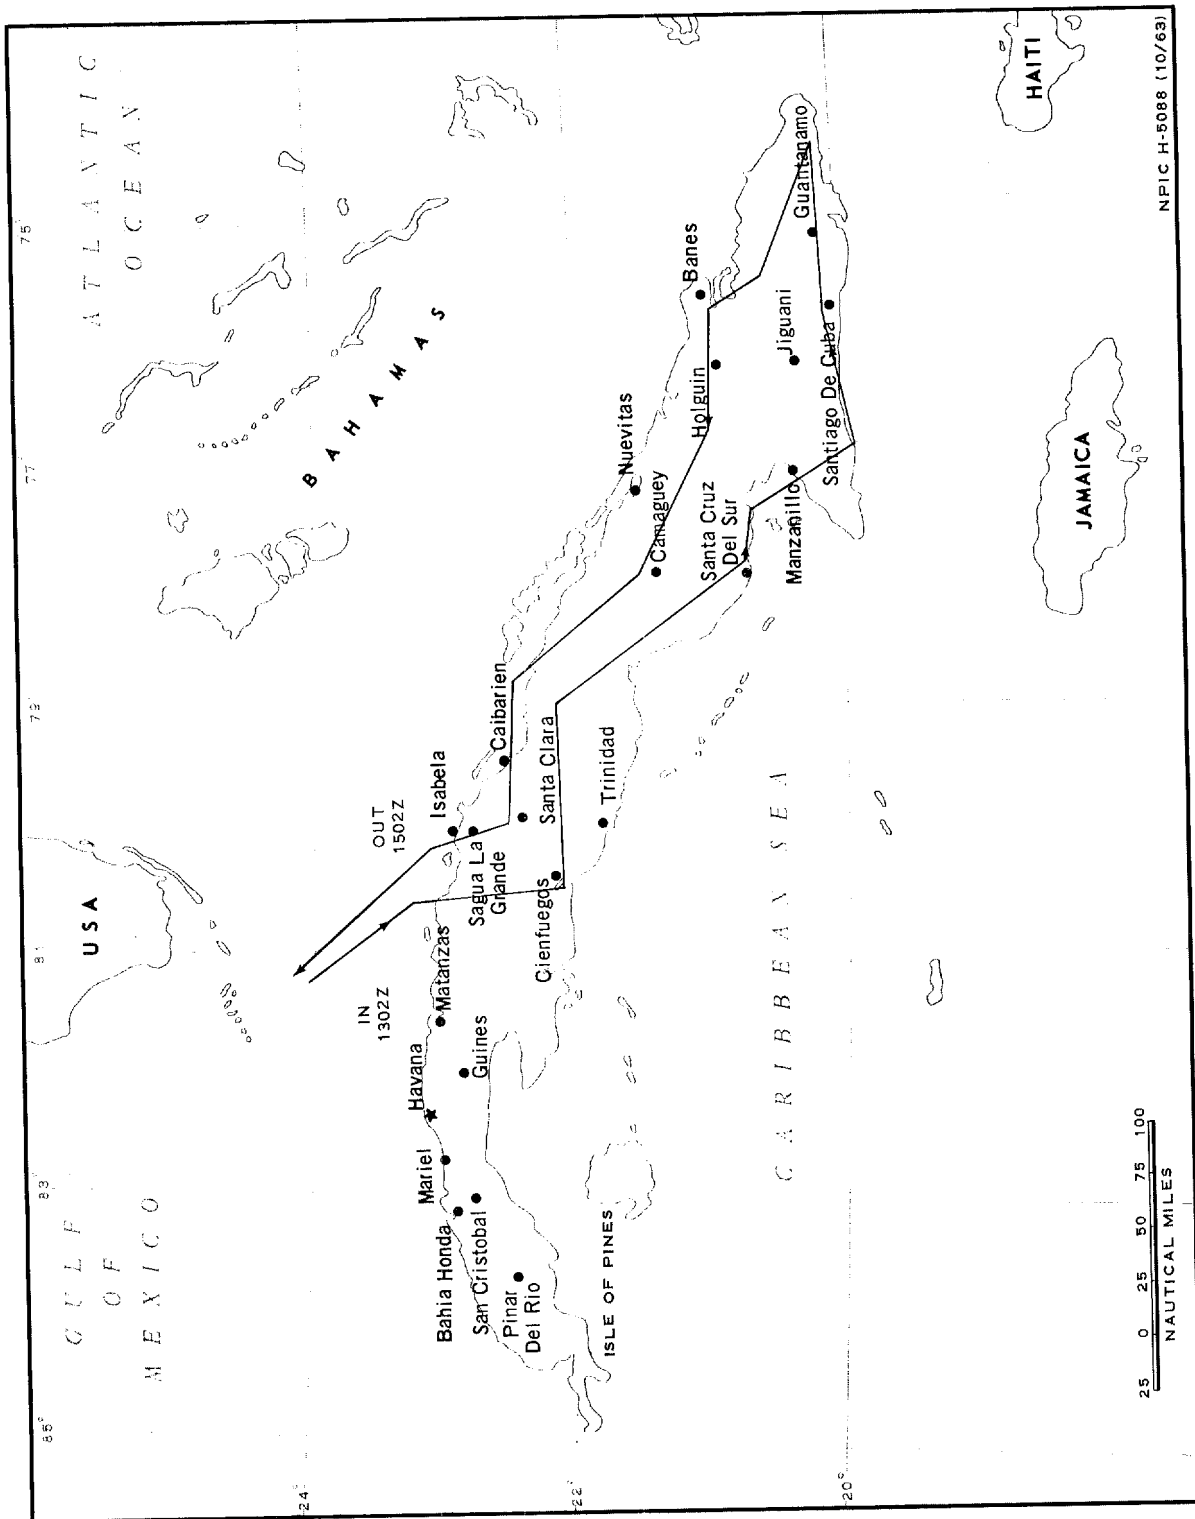 85°
83°
81°
79°
77°
75°
GULF
OF
MEXICO
USA
ATLANTIC
OCEAN
BAHAMAS
24°
22°
20°
IN
1302Z
OUT
1502Z
Havana
Matanzas
Mariel
Guines
Bahia Honda
San Cristobal
Pinar
Del Rio
ISLE OF PINES
Isabela
Sagua La
Grande
Cienfuegos
Caibarien
Santa Clara
Trinidad
Nuevitas
Camaguey
Santa Cruz
Del Sur
Manzanillo
Holguin
Banes
Jiguani
Santiago De Cuba
Guantanamo
CARIBBEAN SEA
JAMAICA
HAITI
25 0 25 50 75 100
NAUTICAL MILES
NPIC H-5088 (10/63)